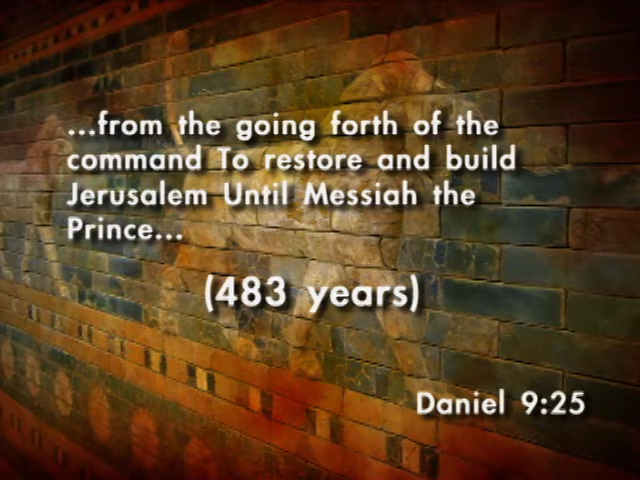 ...from the going forth of the
command To restore and build
Jerusalem Until Messiah the
Prince...
(483 years)
Daniel 9:25